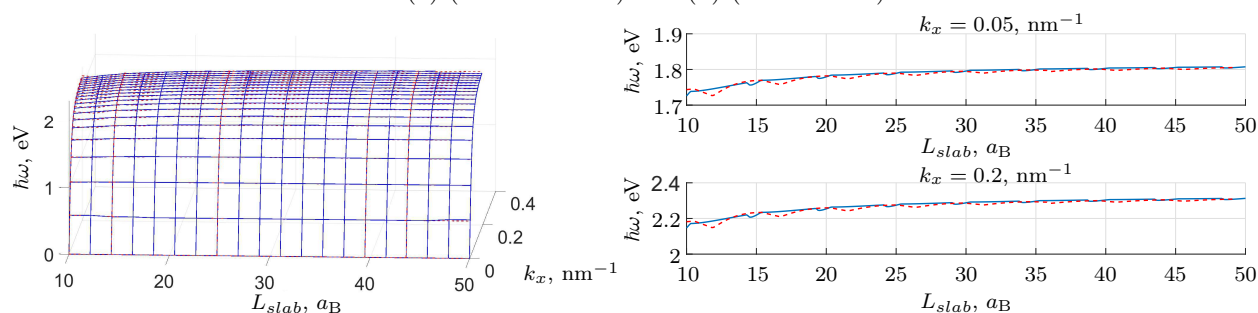 ħω, eV
2
1
0
10
20
30
40
50
L_slab, a_B
0.4
0.2
0
k_x, nm⁻¹
k_x = 0.05, nm⁻¹
ħω, eV
1.9
1.8
1.7
10 15 20 25 30 35 40 45 50
L_slab, a_B
k_x = 0.2, nm⁻¹
ħω, eV
2.4
2.2
2
10 15 20 25 30 35 40 45 50
L_slab, a_B